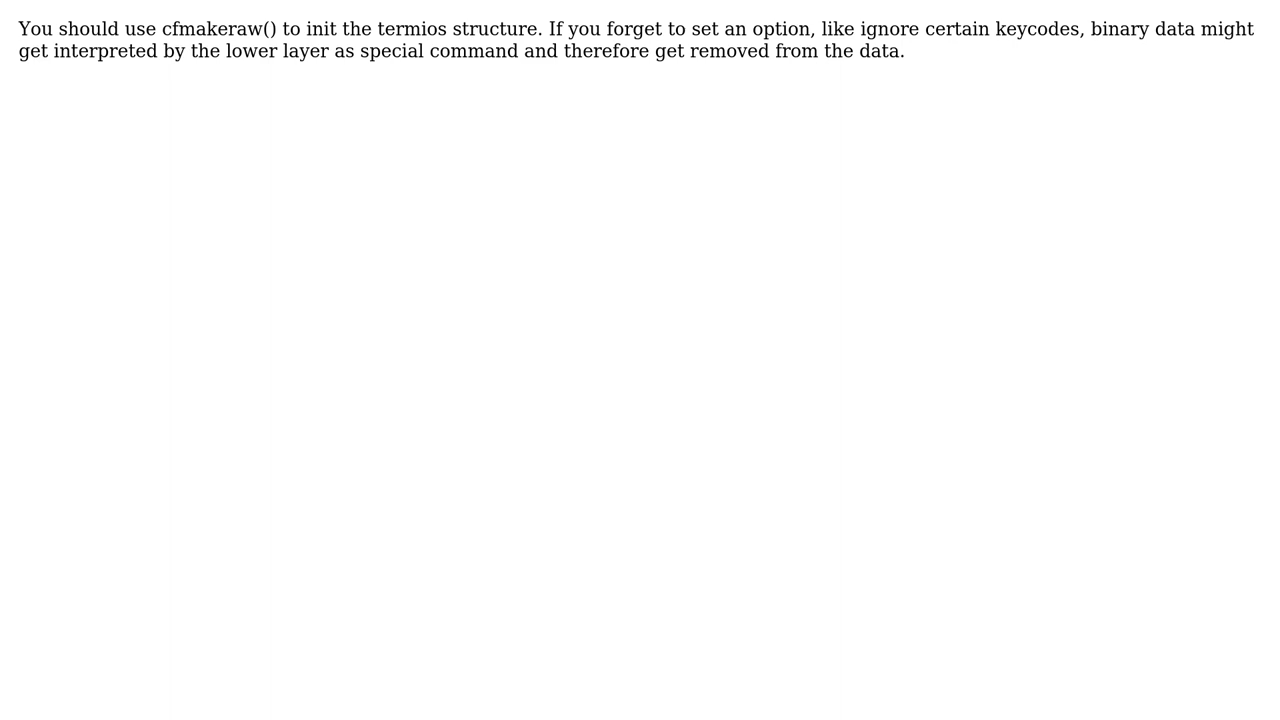 You should use cfmakeraw() to init the termios structure. If you forget to set an option, like ignore certain keycodes, binary data might
get interpreted by the lower layer as special command and therefore get removed from the data.